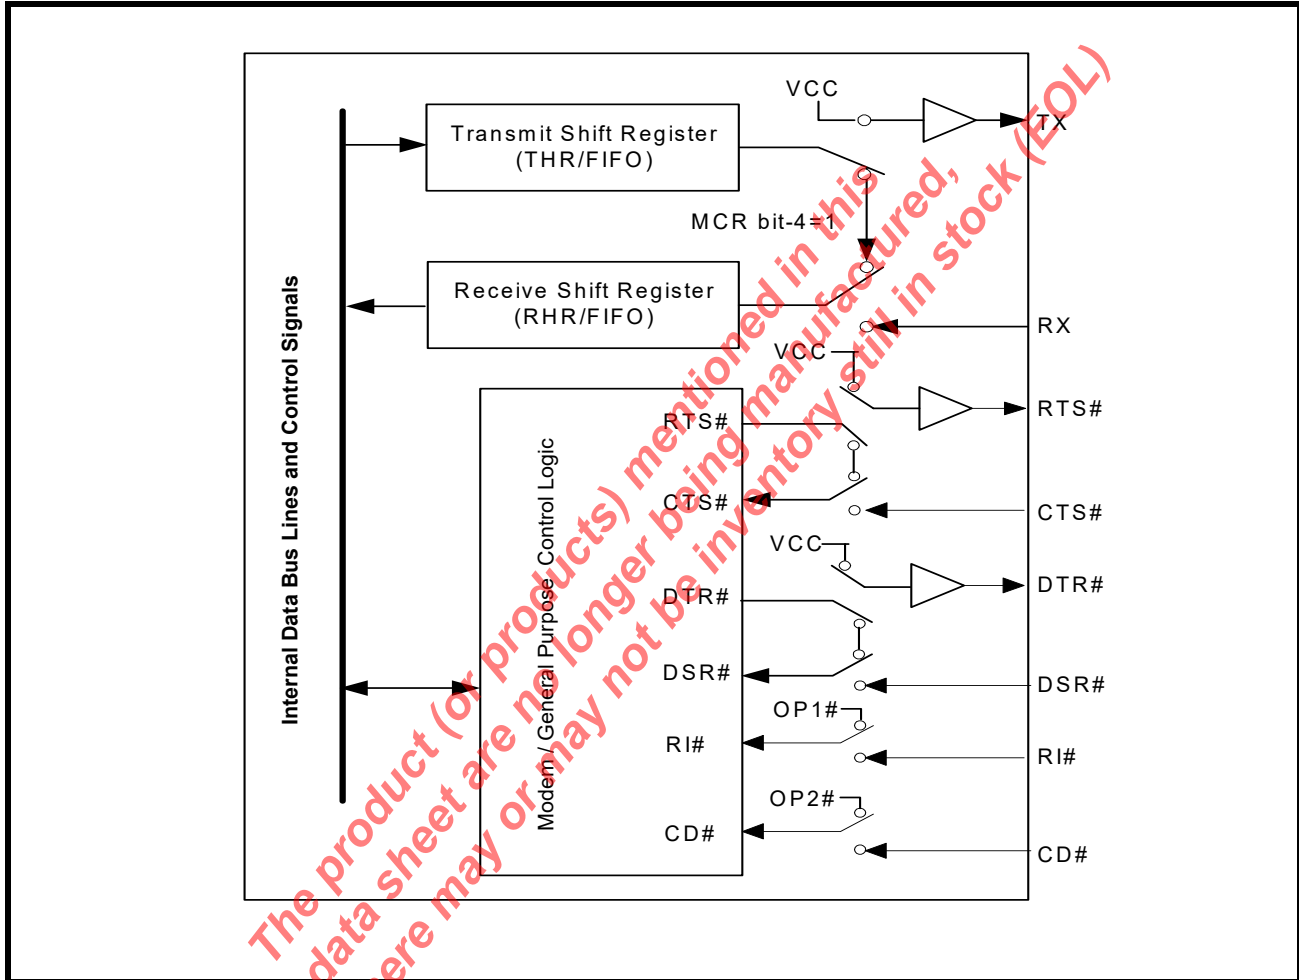 VCC
TX
Transmit Shift Register
(THR/FIFO)
MCR bit-4=1
Receive Shift Register
(RHR/FIFO)
RX
VCC
RTS#
RTS#
CTS#
CTS#
VCC
DTR#
DTR#
DSR#
DSR#
OP1#
RI#
RI#
OP2#
CD#
CD#
Internal Data Bus Lines and Control Signals
Modem / General Purpose Control Logic
The product (or products) mentioned in this
data sheet are no longer being manufactured,
ere may or may not be inventory still in stock (EOL)